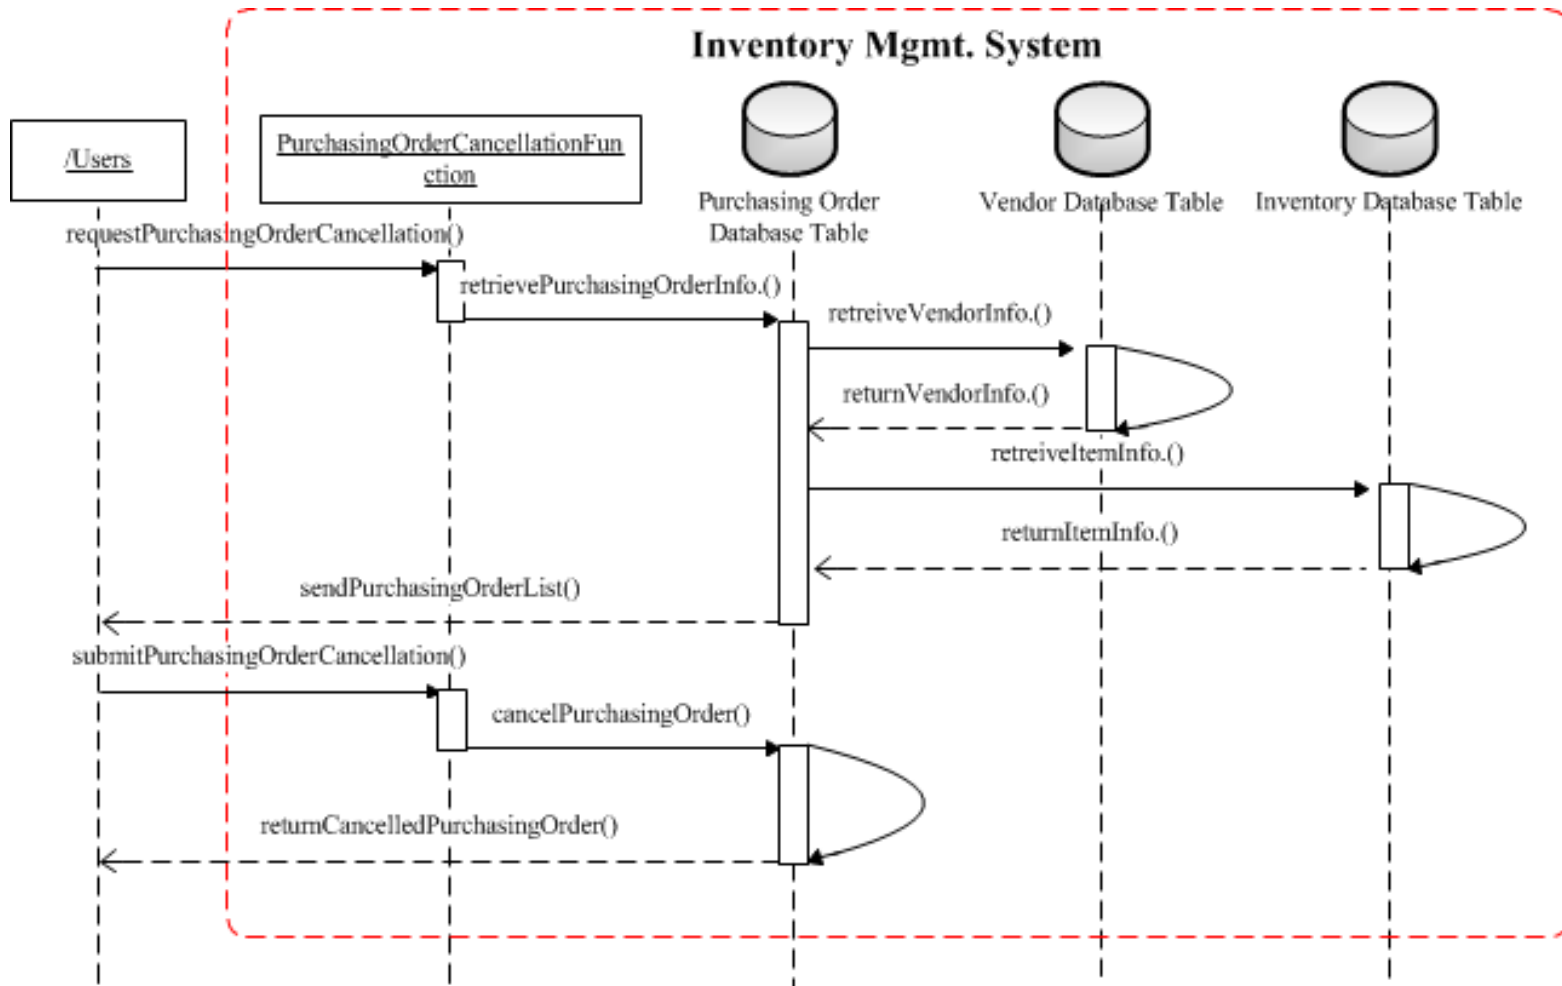 Inventory Mgmt. System
/Users
PurchasingOrderCancellationFun
ction
Purchasing Order
Database Table
Vendor Database Table
Inventory Database Table
requestPurchasingOrderCancellation()
retrievePurchasingOrderInfo.()
retreiveVendorInfo.()
returnVendorInfo.()
retreiveItemInfo.()
returnItemInfo.()
sendPurchasingOrderList()
submitPurchasingOrderCancellation()
cancelPurchasingOrder()
returnCancelledPurchasingOrder()